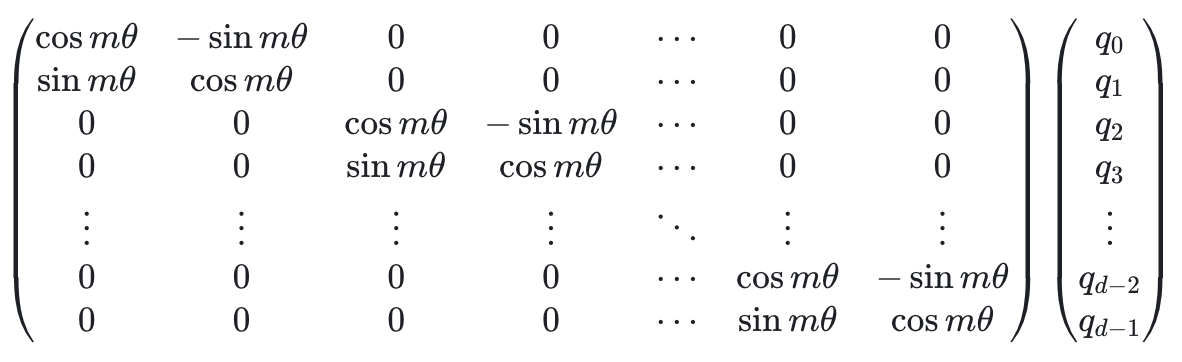 cos mθ − sin mθ 0 0 ⋯ 0 0 q₀
sin mθ cos mθ 0 0 ⋯ 0 0 q₁
0 0 cos mθ − sin mθ ⋯ 0 0 q₂
0 0 sin mθ cos mθ ⋯ 0 0 q₃
⋮ ⋮ ⋮ ⋮ ⋱ ⋮ ⋮ ⋮
0 0 0 0 ⋯ cos mθ − sin mθ q_{d−2}
0 0 0 0 ⋯ sin mθ cos mθ q_{d−1}